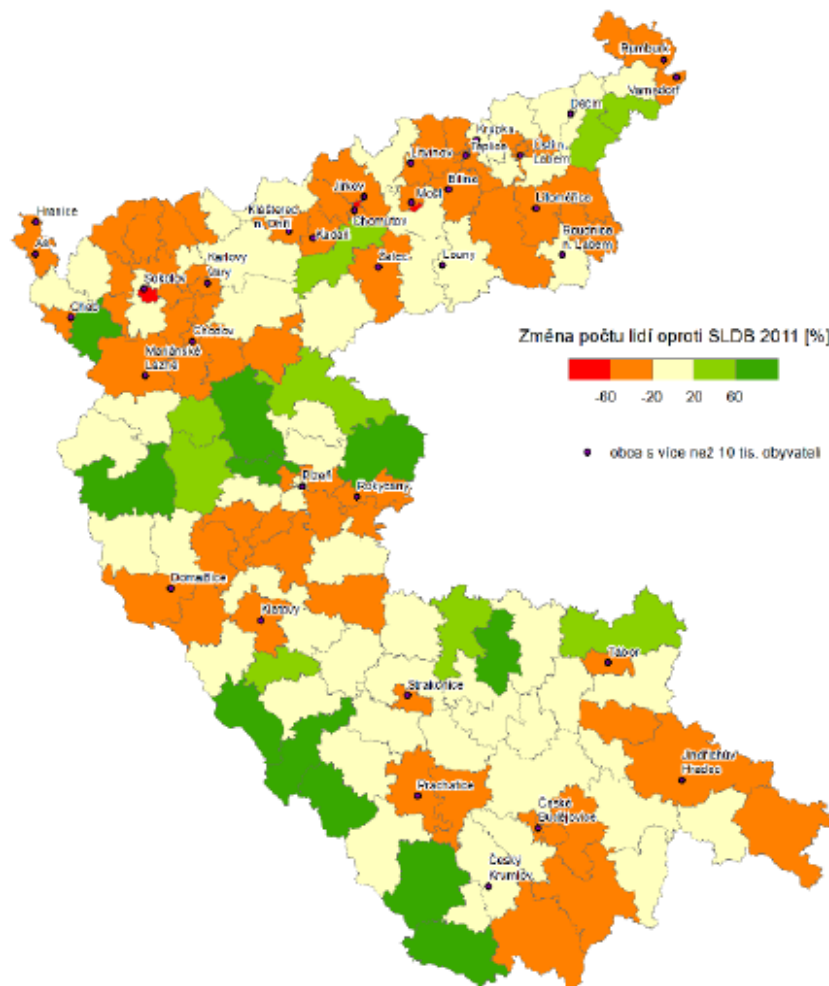 Rumburk
Varnsdorf
Děčín
Krupka
Ústí n.
Labem
Teplice
Litvínov
Bílina
Most
Jirkov
Chomutov
Litoměřice
Roudnice
n. Labem
Klášterec
n. Ohří
Kadaň
Žatec
Louny
Hranice
Aš
Karlovy
Vary
Sokolov
Cheb
Chodov
Mariánské
Lázně
Změna počtu lidí oproti SLDB 2011 [%]
-60 -20 20 60
obce s více než 10 tis. obyvateli
Plzeň
Rokycany
Domažlice
Klatovy
Tábor
Strakonice
Jindřichův
Hradec
Prachatice
České
Budějovice
Český
Krumlov